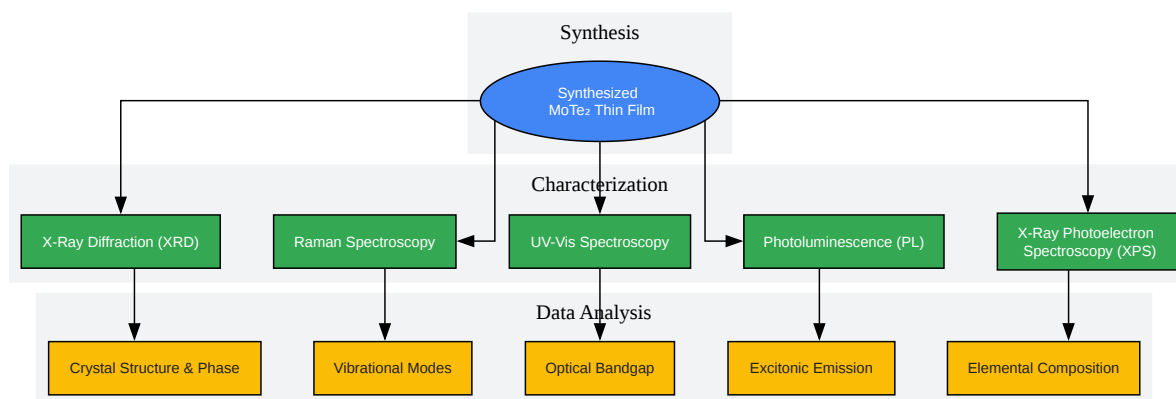 Synthesis
Synthesized
MoTe₂ Thin Film
Characterization
X-Ray Diffraction (XRD)
Raman Spectroscopy
UV-Vis Spectroscopy
Photoluminescence (PL)
X-Ray Photoelectron
Spectroscopy (XPS)
Data Analysis
Crystal Structure & Phase
Vibrational Modes
Optical Bandgap
Excitonic Emission
Elemental Composition